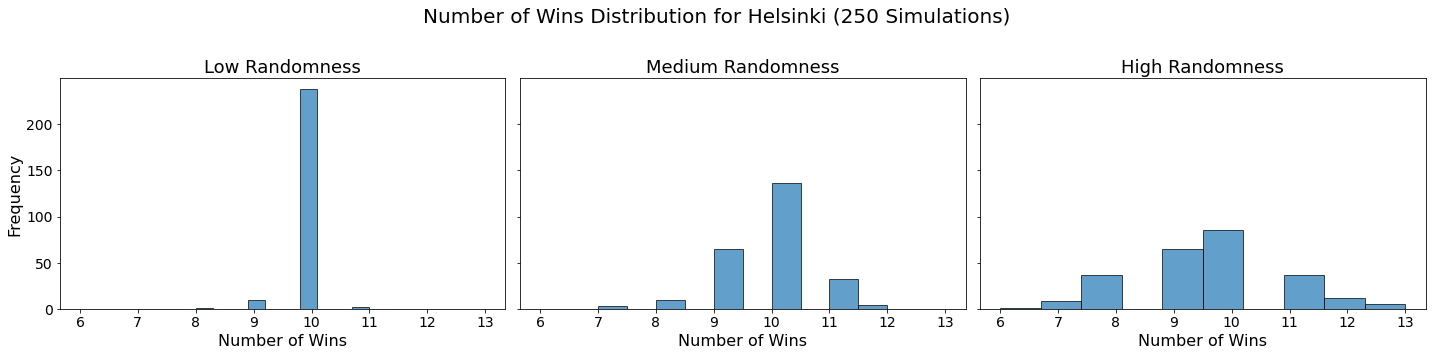 Number of Wins Distribution for Helsinki (250 Simulations)
Low Randomness
Medium Randomness
High Randomness
Frequency
200
150
100
50
0
6 7 8 9 10 11 12 13
6 7 8 9 10 11 12 13
6 7 8 9 10 11 12 13
Number of Wins
Number of Wins
Number of Wins